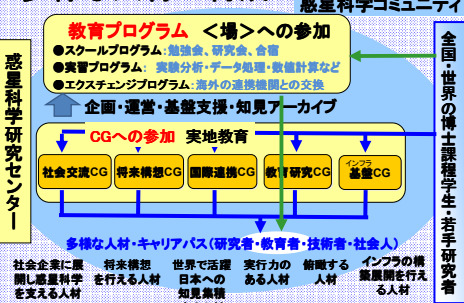 惑星科学コミュニティ
教育プログラム <場>への参加
●スクールプログラム: 勉強会、研究会、合宿
●実習プログラム: 実験分析・データ処理・数値計算など
●エクスチェンジプログラム:海外の連携機関との交換
企画・運営・基盤支援・知見アーカイブ
惑星科学研究センター
全国・世界の博士課程学生・若手研究者
CGへの参加 実地教育
社会交流CG
将来構想CG
国際連携CG
教育研究CG
インフラ
基盤CG
多様な人材・キャリアパス(研究者・教育者・技術者・社会人)
社会企業に展
開し惑星科学
を支える人材
将来構想
を行える人材
世界で活躍
日本への
知見集積
実行力の
ある人材
俯瞰する
人材
インフラの構
築展開を行え
る人材